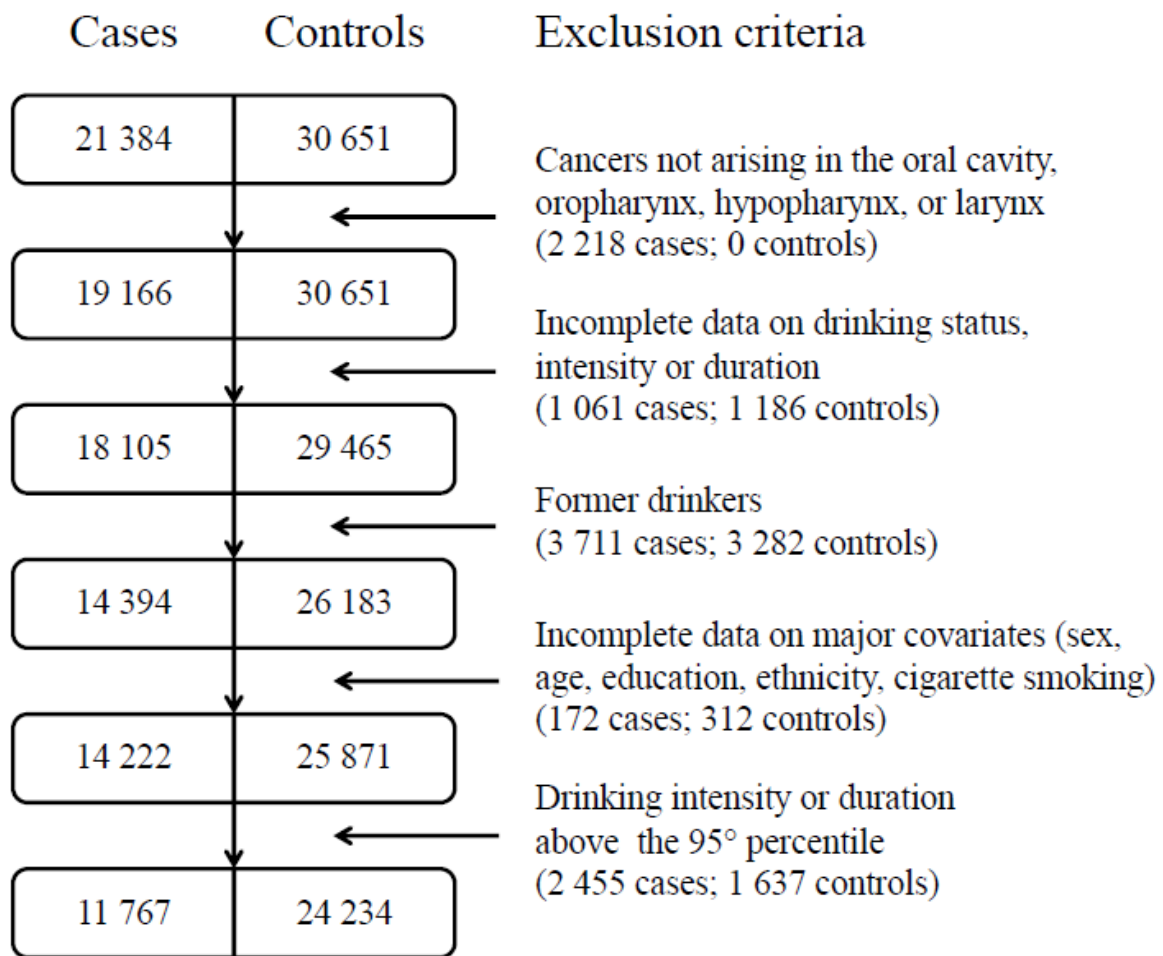 Cases Controls Exclusion criteria
21 384 30 651
Cancers not arising in the oral cavity,
oropharynx, hypopharynx, or larynx
(2 218 cases; 0 controls)
19 166 30 651
Incomplete data on drinking status,
intensity or duration
(1 061 cases; 1 186 controls)
18 105 29 465
Former drinkers
(3 711 cases; 3 282 controls)
14 394 26 183
Incomplete data on major covariates (sex,
age, education, ethnicity, cigarette smoking)
(172 cases; 312 controls)
14 222 25 871
Drinking intensity or duration
above the 95° percentile
(2 455 cases; 1 637 controls)
11 767 24 234